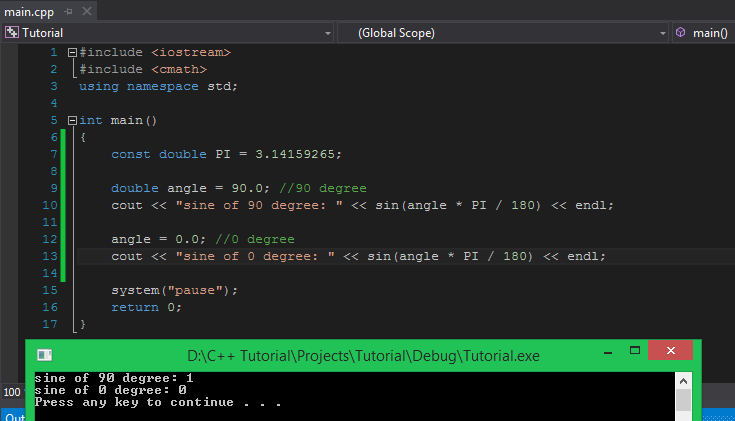 main.cpp
Tutorial (Global Scope) main()
1 #include <iostream>
2 #include <cmath>
3 using namespace std;
4
5 int main()
6 {
7 const double PI = 3.14159265;
8
9 double angle = 90.0; //90 degree
10 cout << "sine of 90 degree: " << sin(angle * PI / 180) << endl;
11
12 angle = 0.0; //0 degree
13 cout << "sine of 0 degree: " << sin(angle * PI / 180) << endl;
14
15 system("pause");
16 return 0;
17 }
D:\C++ Tutorial\Projects\Tutorial\Debug\Tutorial.exe
sine of 90 degree: 1
sine of 0 degree: 0
Press any key to continue . . .
100
Out